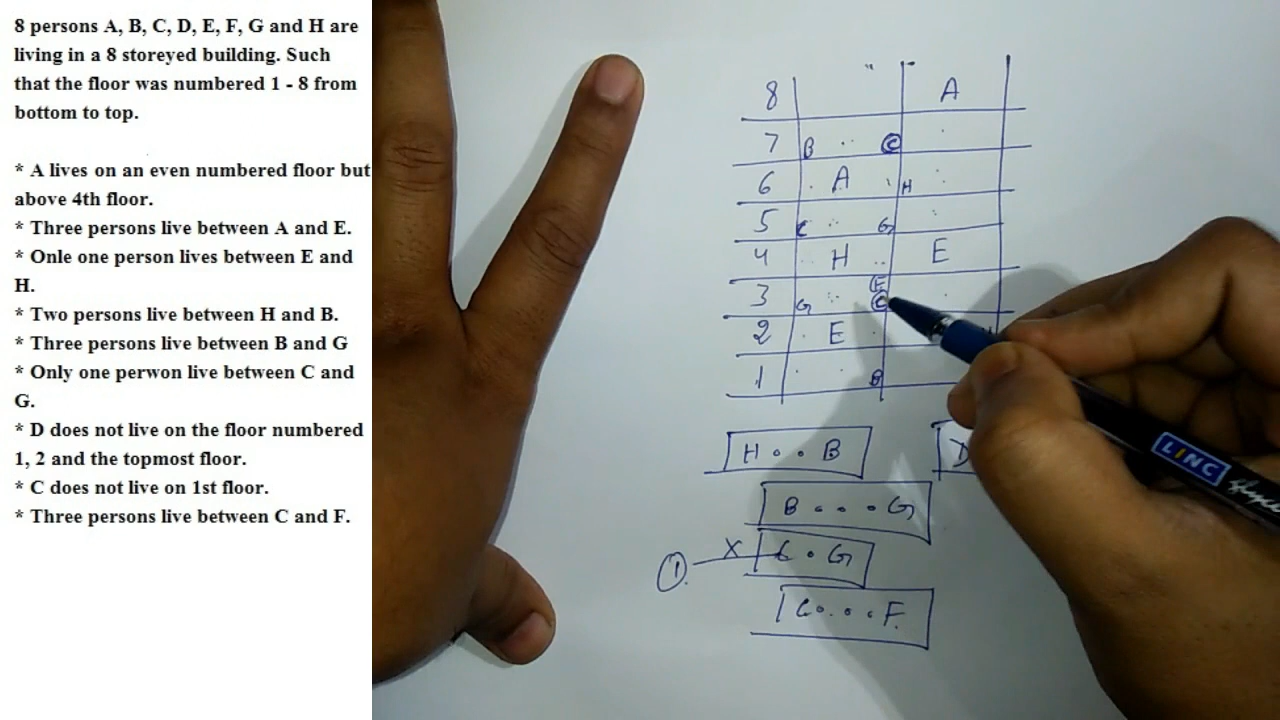 8 persons A, B, C, D, E, F, G and H are
living in a 8 storeyed building. Such
that the floor was numbered 1 - 8 from
bottom to top.
* A lives on an even numbered floor but
above 4th floor.
* Three persons live between A and E.
* Onle one person lives between E and
H.
* Two persons live between H and B.
* Three persons live between B and G
* Only one perwon live between C and
G.
* D does not live on the floor numbered
1, 2 and the topmost floor.
* C does not live on 1st floor.
* Three persons live between C and F.
8 A
7 B C
6 A H
5 C G
4 H E
3 G F C
2 E H
1 B
H . . B D
B . . . G
1 X C . G
C . . . F
LINC